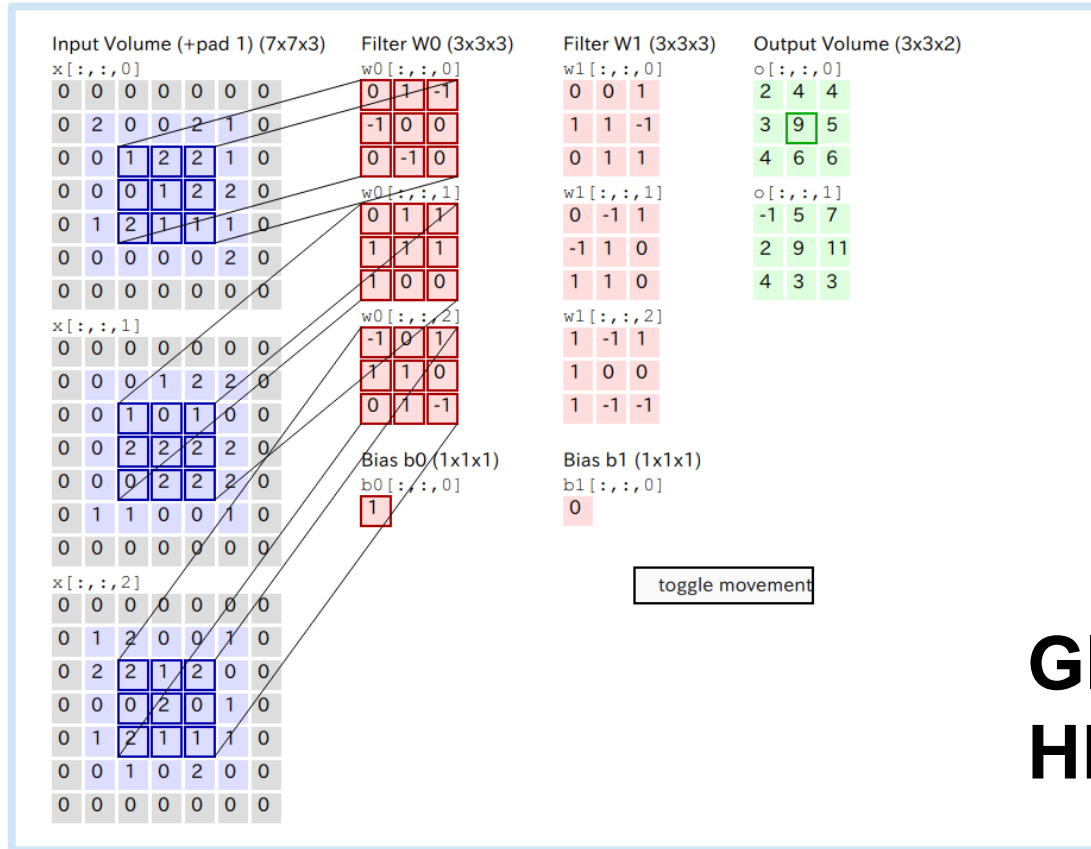 Input Volume (+pad 1) (7x7x3)
x[:,:,0]
0 0 0 0 0 0 0
0 2 0 0 2 1 0
0 0 1 2 2 1 0
0 0 0 1 2 2 0
0 1 2 1 1 1 0
0 0 0 0 0 2 0
0 0 0 0 0 0 0
x[:,:,1]
0 0 0 0 0 0 0
0 0 0 1 2 2 0
0 0 1 0 1 0 0
0 0 2 2 2 2 0
0 0 0 2 2 2 0
0 1 1 0 0 1 0
0 0 0 0 0 0 0
x[:,:,2]
0 0 0 0 0 0 0
0 1 2 0 0 1 0
0 2 2 1 2 0 0
0 0 0 2 0 1 0
0 1 2 1 1 1 0
0 0 1 0 2 0 0
0 0 0 0 0 0 0
Filter W0 (3x3x3)
w0[:,:,0]
0 1 -1
-1 0 0
0 -1 0
w0[:,:,1]
0 1 1
1 1 1
1 0 0
w0[:,:,2]
-1 0 1
1 1 0
0 1 -1
Bias b0 (1x1x1)
b0[:,:,0]
1
Filter W1 (3x3x3)
w1[:,:,0]
0 0 1
1 1 -1
0 1 1
w1[:,:,1]
0 -1 1
-1 1 0
1 1 0
w1[:,:,2]
1 -1 1
1 0 0
1 -1 -1
Bias b1 (1x1x1)
b1[:,:,0]
0
Output Volume (3x3x2)
o[:,:,0]
2 4 4
3 9 5
4 6 6
o[:,:,1]
-1 5 7
2 9 11
4 3 3
toggle movement